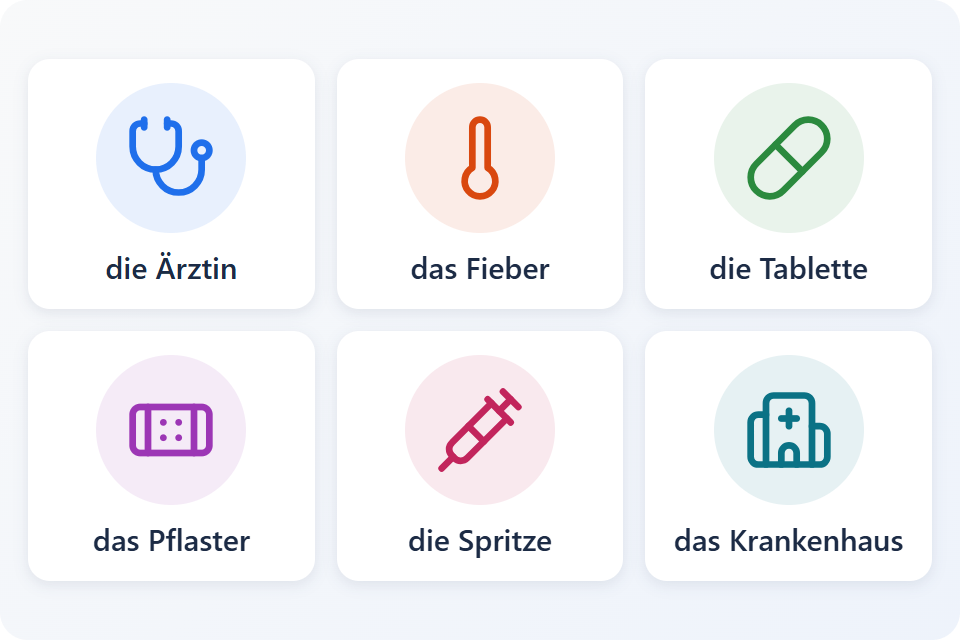 die Ärztin
das Fieber
die Tablette
das Pflaster
die Spritze
das Krankenhaus